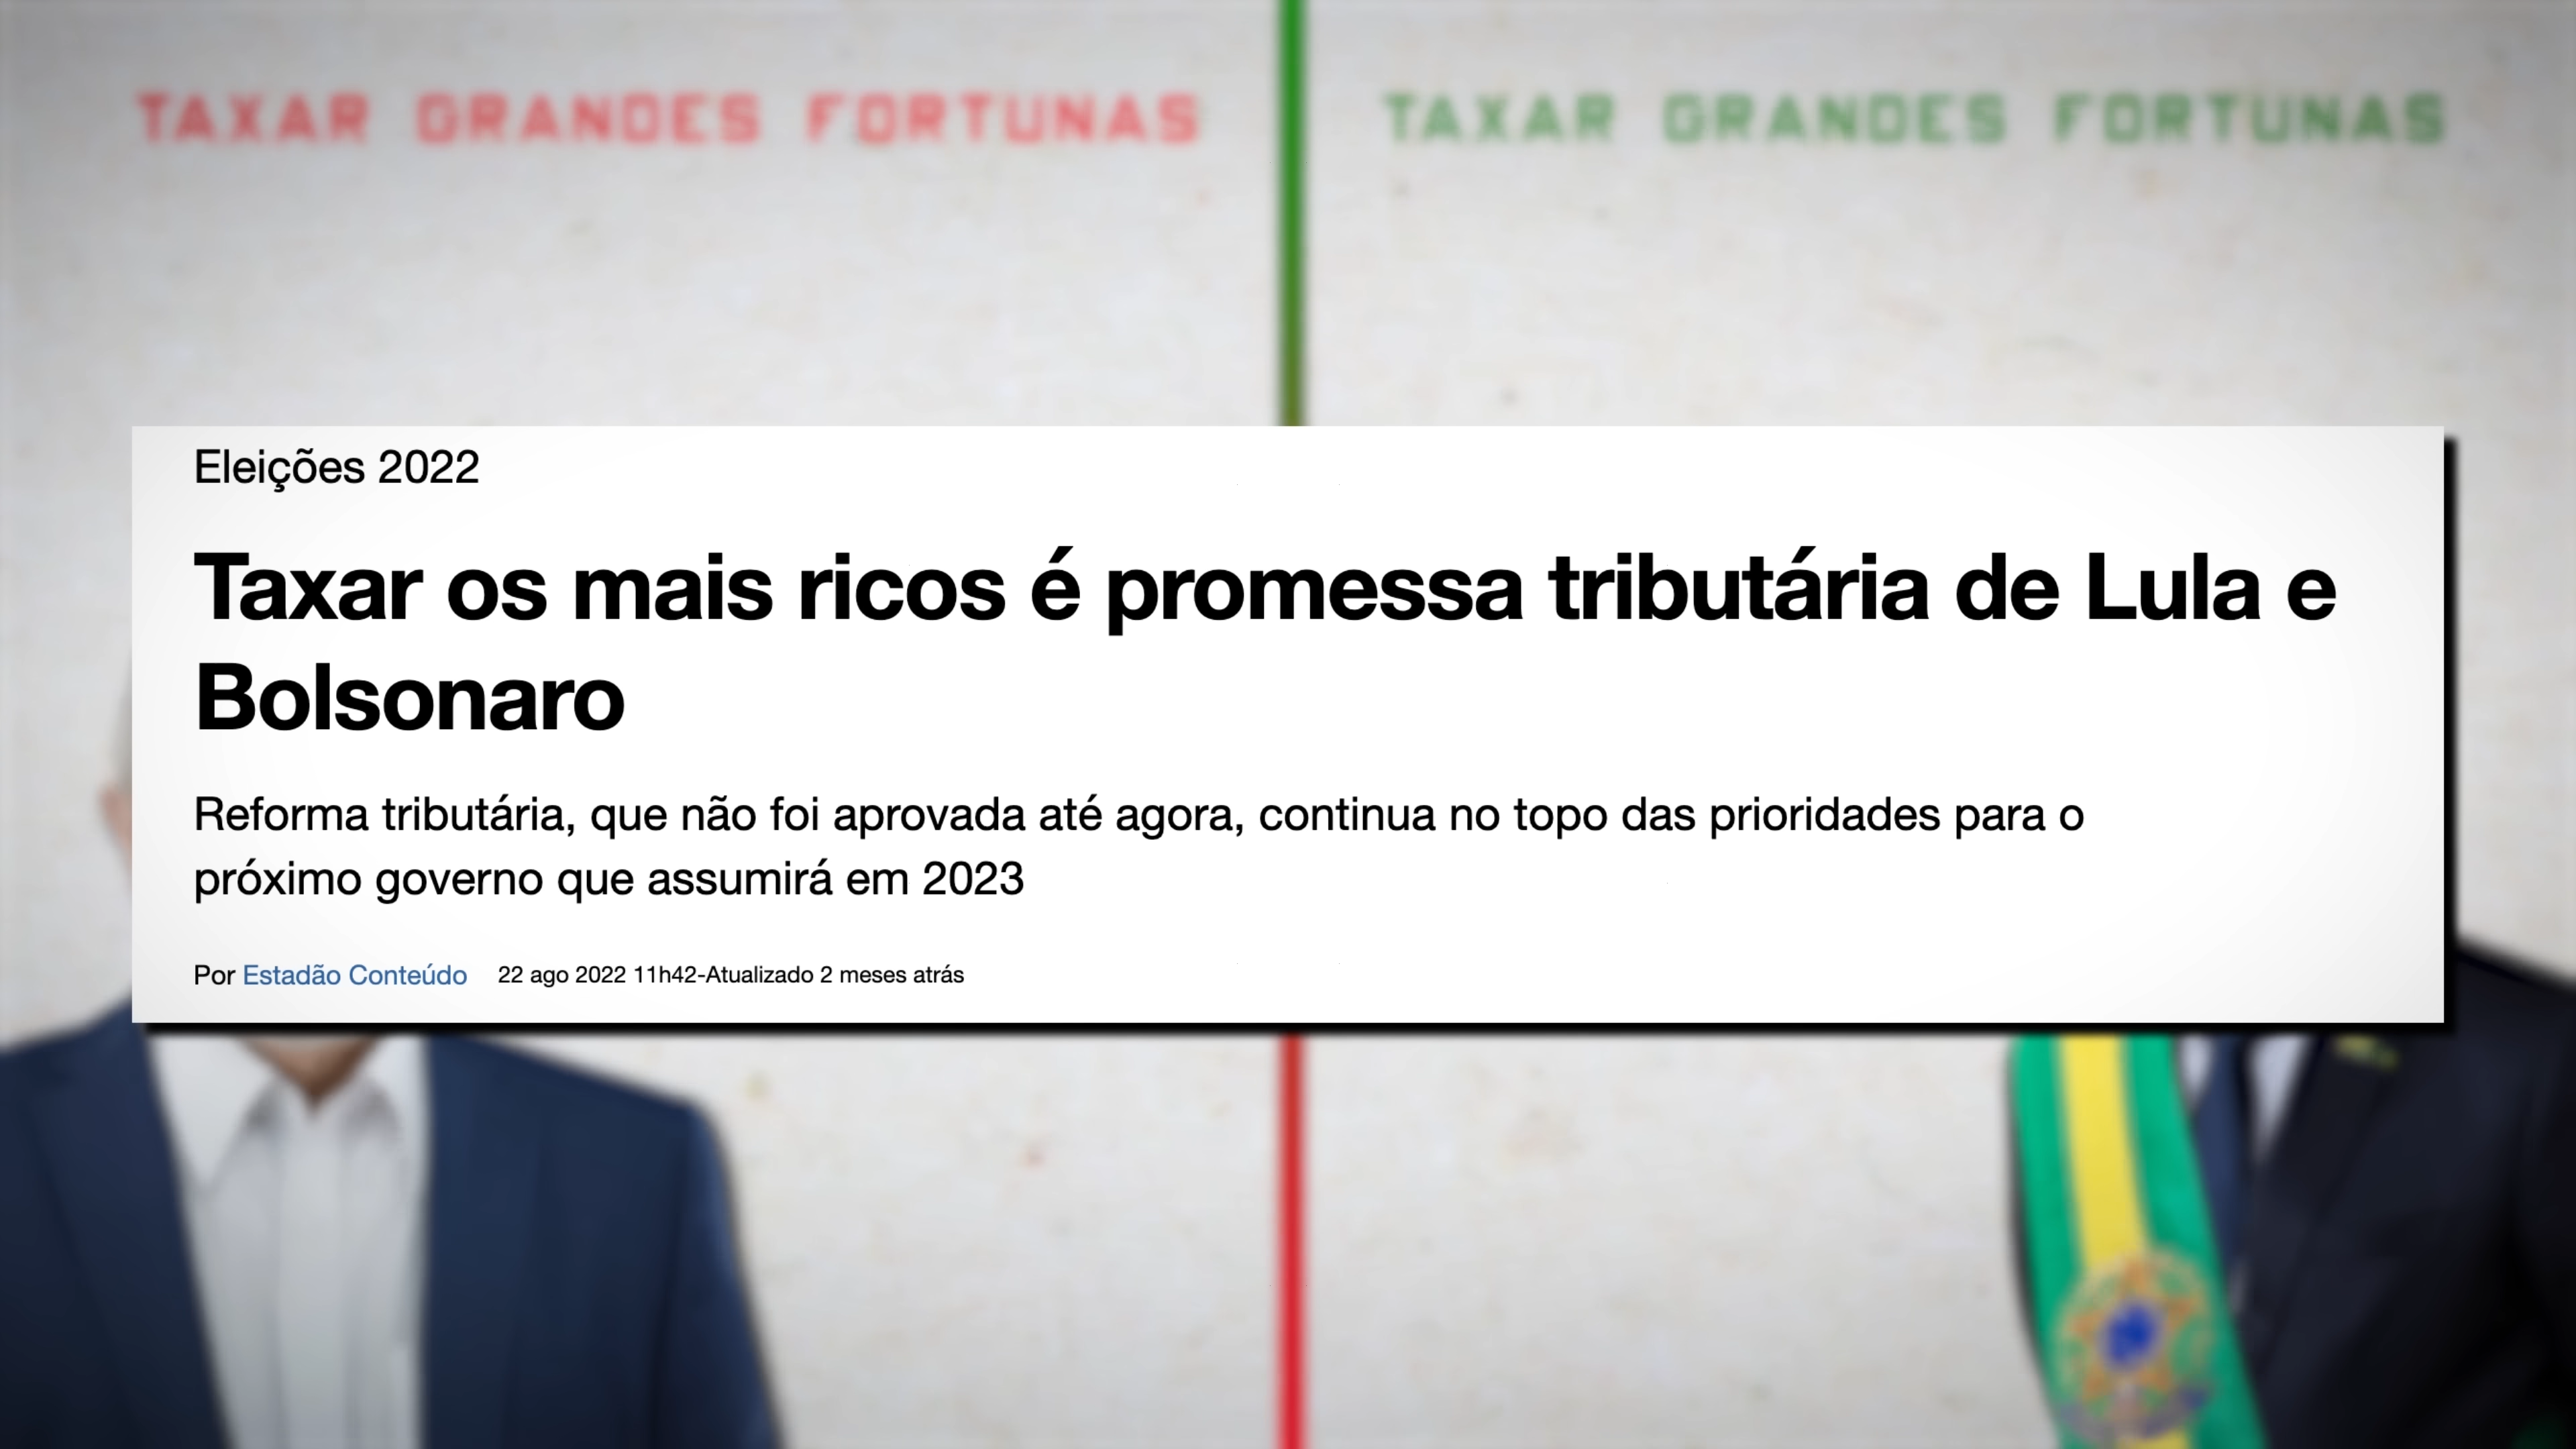 TAXAR GRANDES FORTUNAS
TAXAR GRANDES FORTUNAS
Eleições 2022
Taxar os mais ricos é promessa tributária de Lula e
Bolsonaro
Reforma tributária, que não foi aprovada até agora, continua no topo das prioridades para o
próximo governo que assumirá em 2023
Por Estadão Conteúdo 22 ago 2022 11h42-Atualizado 2 meses atrás